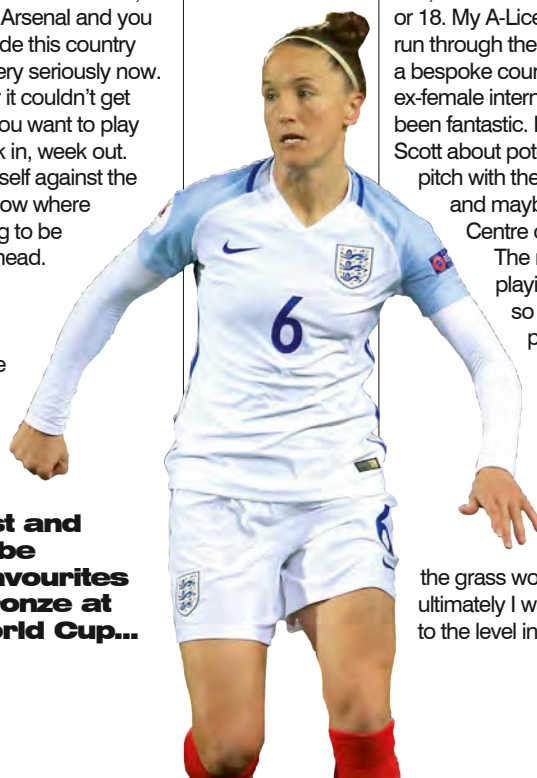 Arsenal and you
de this country
ery seriously now.
r it couldn't get
ou want to play
k in, week out.
self against the
ow where
g to be
head.
e
st and
be
avourites
ronze at
orld Cup...
6
6
or 18. My A-Lice
run through the
a bespoke cour
ex-female intern
been fantastic.
Scott about pot
pitch with the
and mayb
Centre o
The
playi
so
p
the grass wo
ultimately I w
to the level in